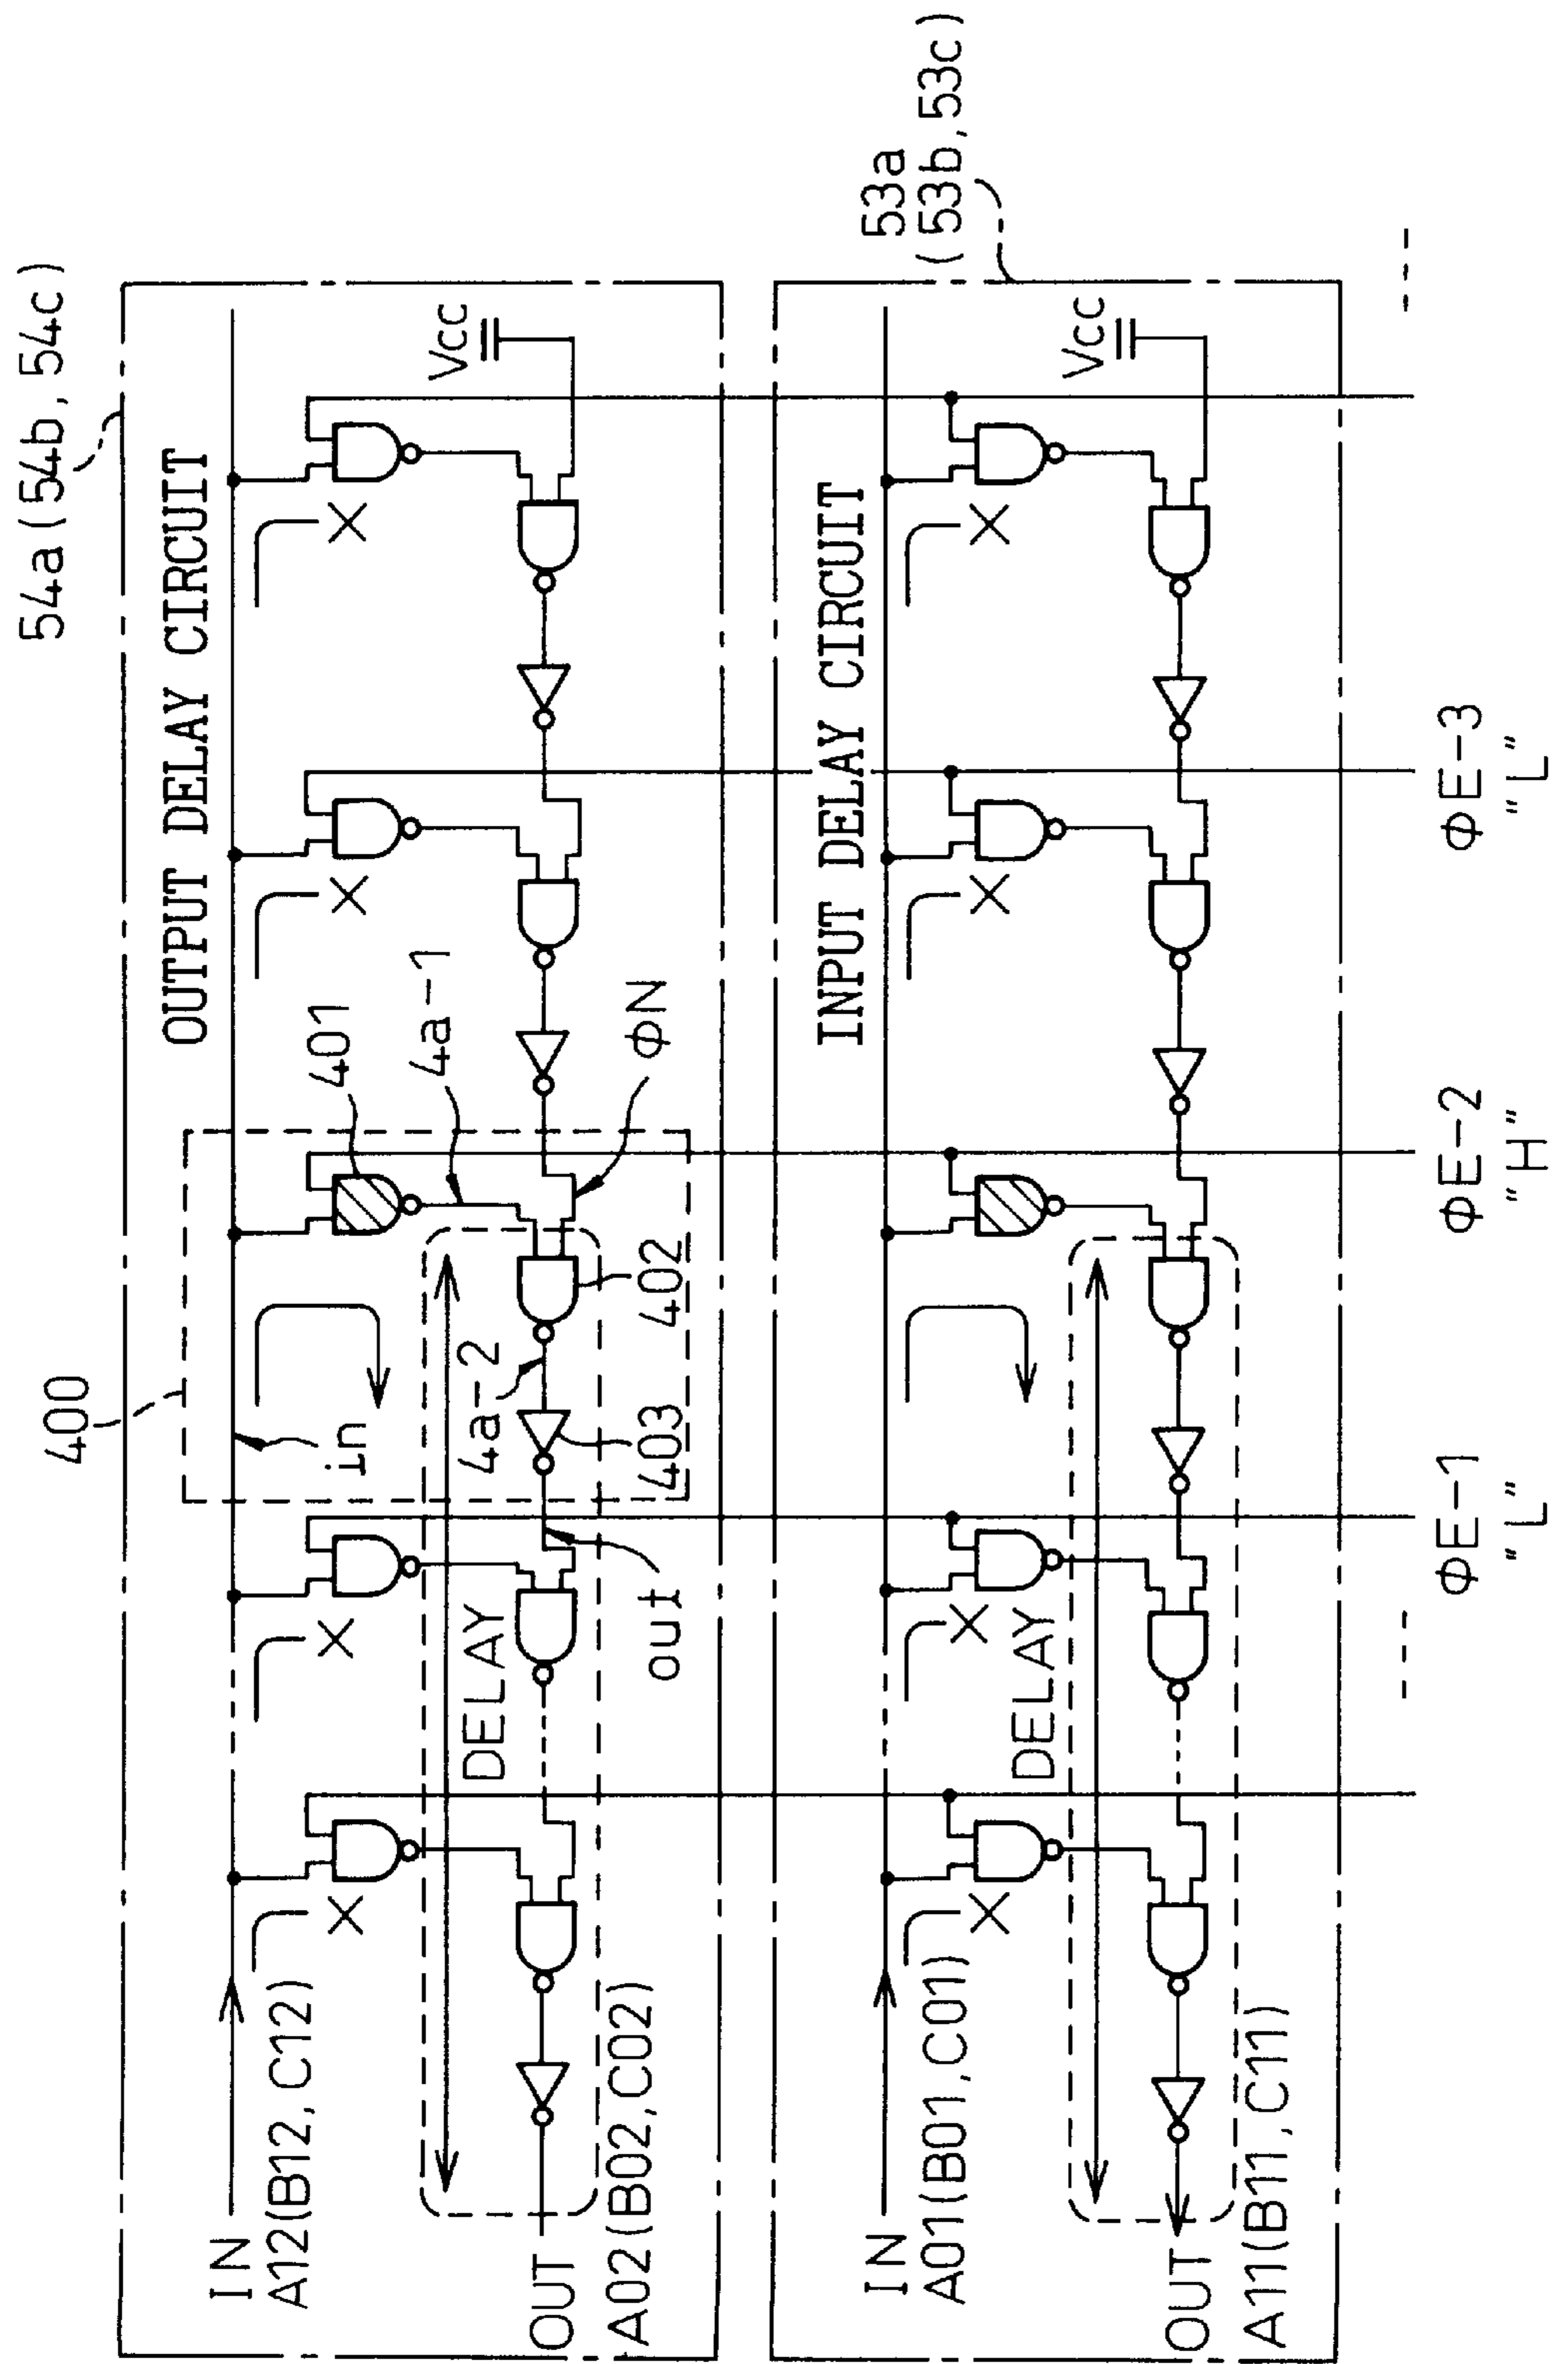 54a(54b,54c)
400
OUTPUT DELAY CIRCUIT
IN
A12(B12,C12)
in
401
4a-1
Vcc
DELAY
4a-2
402
403
ΦN
out
OUT
A02(B02,C02)
53a
(53b,53c)
INPUT DELAY CIRCUIT
IN
A01(B01,C01)
DELAY
Vcc
OUT
A11(B11,C11)
ΦE-1
"L"
ΦE-2
"H"
ΦE-3
"L"